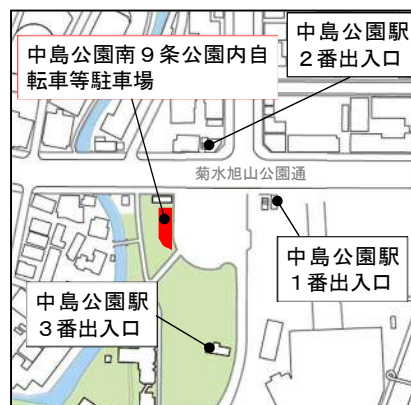 中島公園駅
2番出入口
中島公園南9条公園内自
転車等駐車場
菊水旭山公園通
中島公園駅
1番出入口
中島公園駅
3番出入口